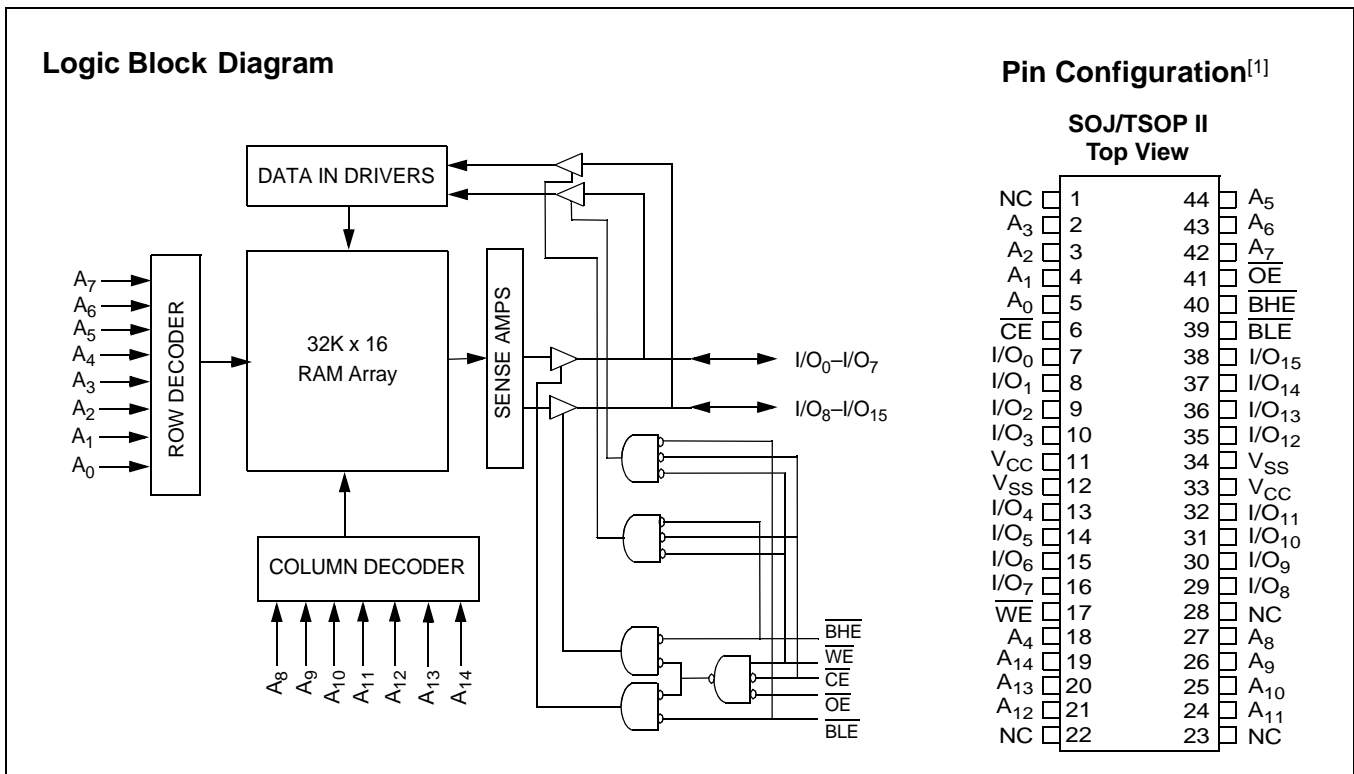 Logic Block Diagram
DATA IN DRIVERS
A7
A6
A5
A4
A3
A2
A1
A0
ROW DECODER
32K x 16
RAM Array
SENSE AMPS
I/O0–I/O7
I/O8–I/O15
COLUMN DECODER
A8
A9
A10
A11
A12
A13
A14
BHE
WE
CE
OE
BLE
Pin Configuration[1]
SOJ/TSOP II
Top View
NC 1 44 A5
A3 2 43 A6
A2 3 42 A7
A1 4 41 OE
A0 5 40 BHE
CE 6 39 BLE
I/O0 7 38 I/O15
I/O1 8 37 I/O14
I/O2 9 36 I/O13
I/O3 10 35 I/O12
VCC 11 34 VSS
VSS 12 33 VCC
I/O4 13 32 I/O11
I/O5 14 31 I/O10
I/O6 15 30 I/O9
I/O7 16 29 I/O8
WE 17 28 NC
A4 18 27 A8
A14 19 26 A9
A13 20 25 A10
A12 21 24 A11
NC 22 23 NC